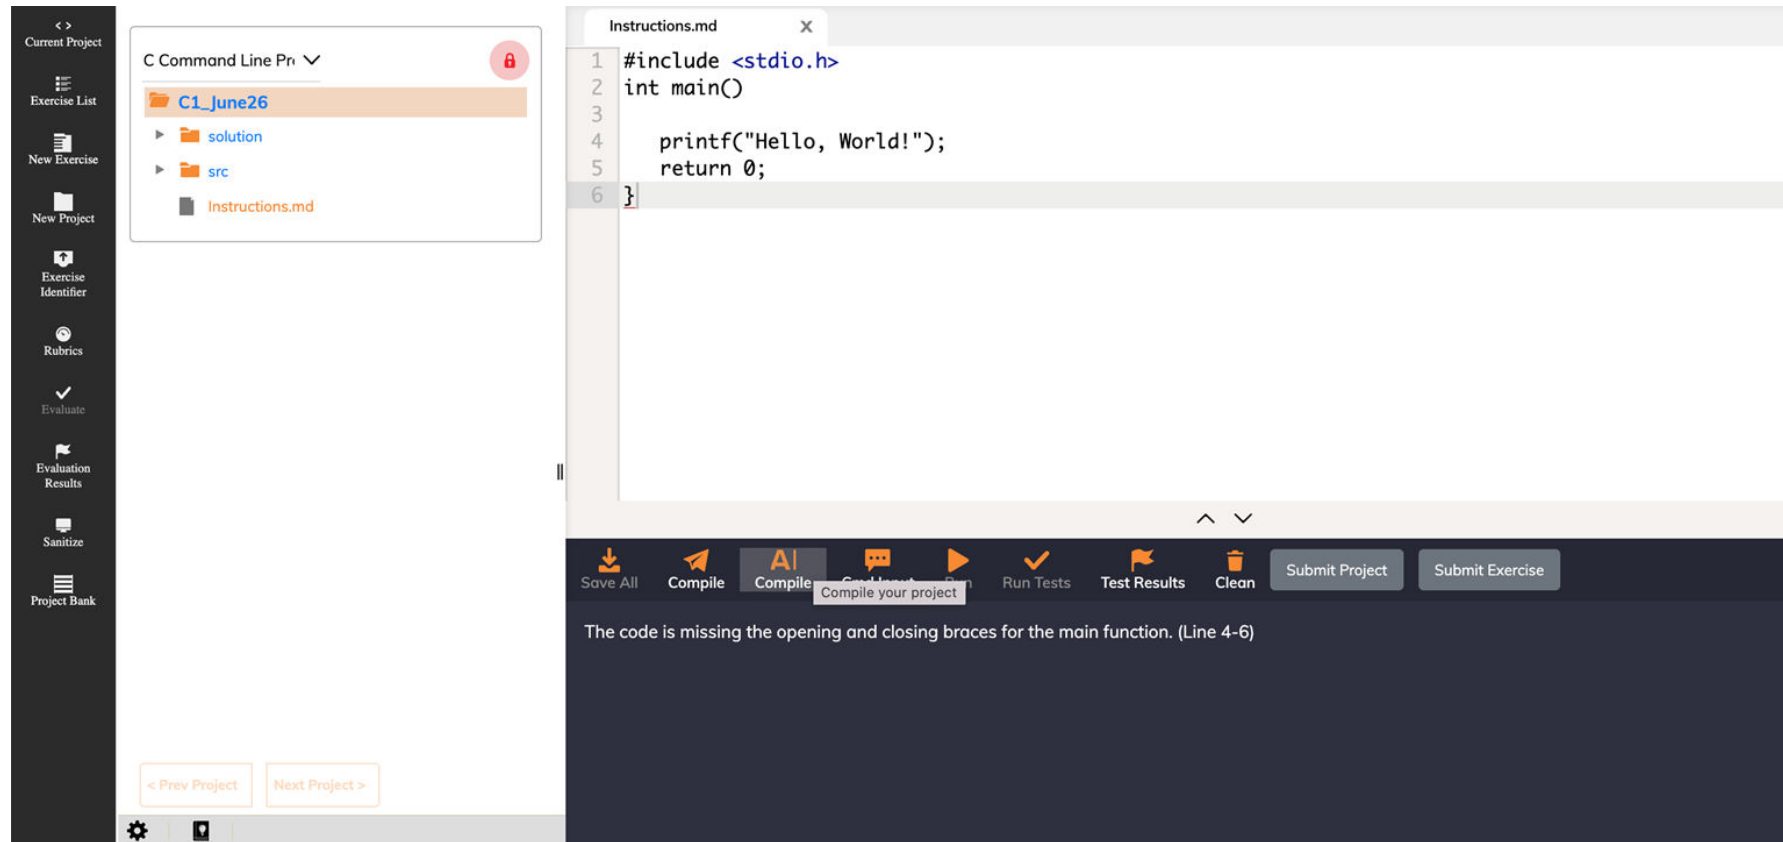 < >
Current Project
Exercise List
New Exercise
New Project
Exercise
Identifier
Rubrics
Evaluate
Evaluation
Results
Sanitize
Project Bank
C Command Line
C1_June26
solution
src
Instructions.md
< Prev Project
Next Project >
Instructions.md X
1 #include <stdio.h>
2 int main()
3
4 printf("Hello, World!");
5 return 0;
6 }
AI
Save All Compile Compile Run Tests Test Results Clean Submit Project Submit Exercise
Compile your project
The code is missing the opening and closing braces for the main function. (Line 4-6)